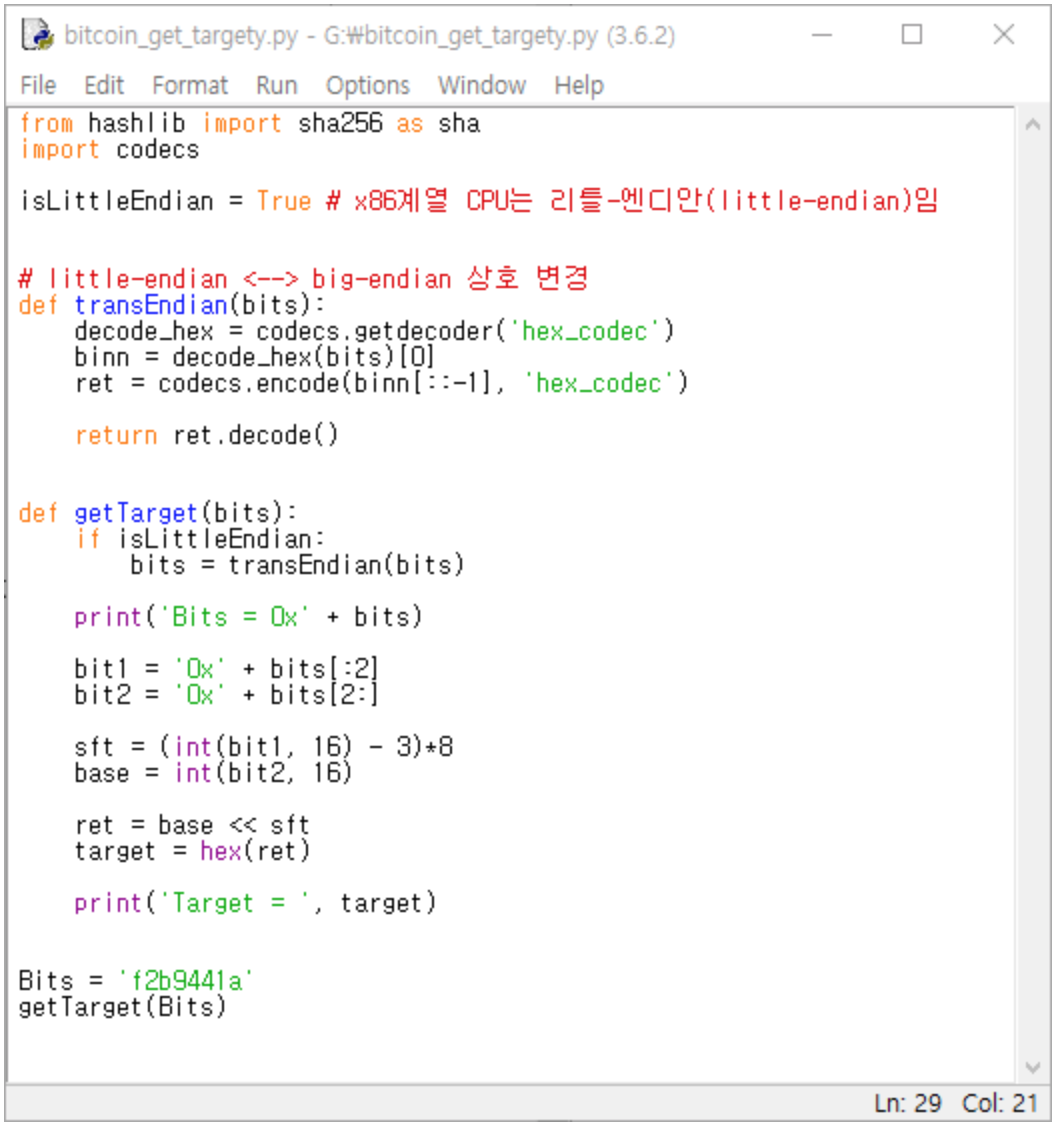 bitcoin_get_targety.py - G:₩bitcoin_get_targety.py (3.6.2)
File Edit Format Run Options Window Help
from hashlib import sha256 as sha
import codecs
isLittleEndian = True # x86계열 CPU는 리틀-엔디안(little-endian)임
# little-endian <--> big-endian 상호 변경
def transEndian(bits):
    decode_hex = codecs.getdecoder('hex_codec')
    binn = decode_hex(bits)[0]
    ret = codecs.encode(binn[::-1], 'hex_codec')
    return ret.decode()
def getTarget(bits):
    if isLittleEndian:
        bits = transEndian(bits)
    print('Bits = 0x' + bits)
    bit1 = '0x' + bits[:2]
    bit2 = '0x' + bits[2:]
    sft = (int(bit1, 16) - 3)*8
    base = int(bit2, 16)
    ret = base << sft
    target = hex(ret)
    print('Target = ', target)
Bits = 'f2b9441a'
getTarget(Bits)
Ln: 29 Col: 21